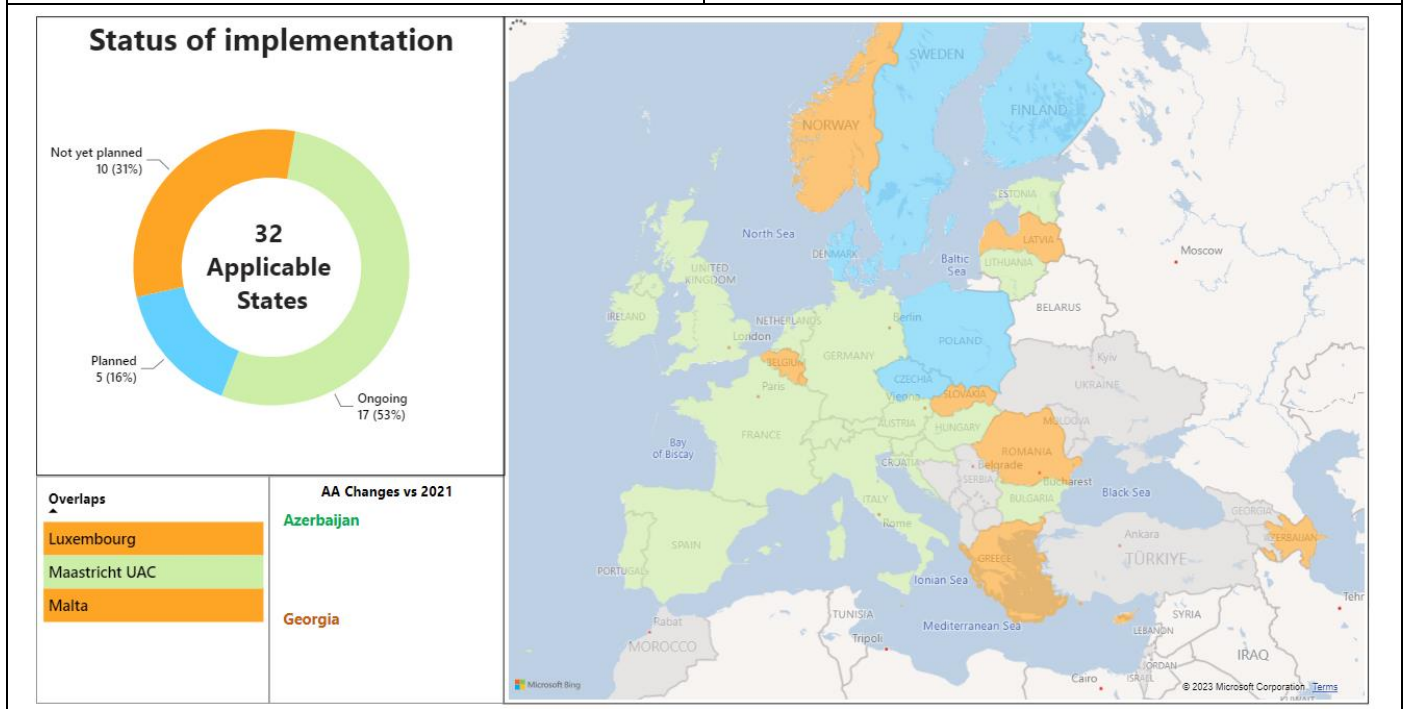 Status of implementation
Not yet planned
10 (31%)
32
Applicable
States
Planned
5 (16%)
Ongoing
17 (53%)
Overlaps
Luxembourg
Maastricht UAC
Malta
AA Changes vs 2021
Azerbaijan
Georgia
SWEDEN
FINLAND
NORWAY
ESTONIA
North Sea
LATVIA
Moscow
DENMARK
Baltic
Sea
LITHUANIA
UNITED
KINGDOM
BELARUS
IRELAND
NETHERLANDS
Berlin
London
POLAND
GERMANY
Kyiv
BELGIUM
CZECHIA
UKRAINE
Paris
Vienna
SLOVAKIA
AUSTRIA
HUNGARY
MOLDOVA
FRANCE
Bay
of Biscay
CROATIA
ROMANIA
Belgrade
SERBIA
Bucharest
Black Sea
ITALY
BULGARIA
GEORGIA
Rome
SPAIN
Ankara
AZERBAIJAN
GREECE
TÜRKIYE
PORTUGAL
Ionian Sea
Tehr
TUNISIA
SYRIA
Rabat
Mediterranean Sea
LEBANON
Tripoli
MOROCCO
IRAQ
JORDAN
Cairo
ISRAEL
Microsoft Bing
© 2023 Microsoft Corporation
Terms
KUWAIT